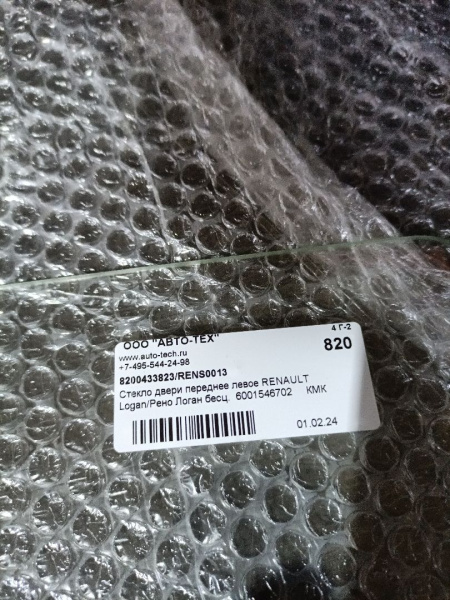 ООО "АВТО-ТЕХ"
4 Г-2
www.auto-tech.ru
820
+7-495-544-24-98
8200433823/RENS0013
Стекло двери переднее левое RENAULT
Logan/Рено Логан бесц. 6001546702 КМК
01.02.24